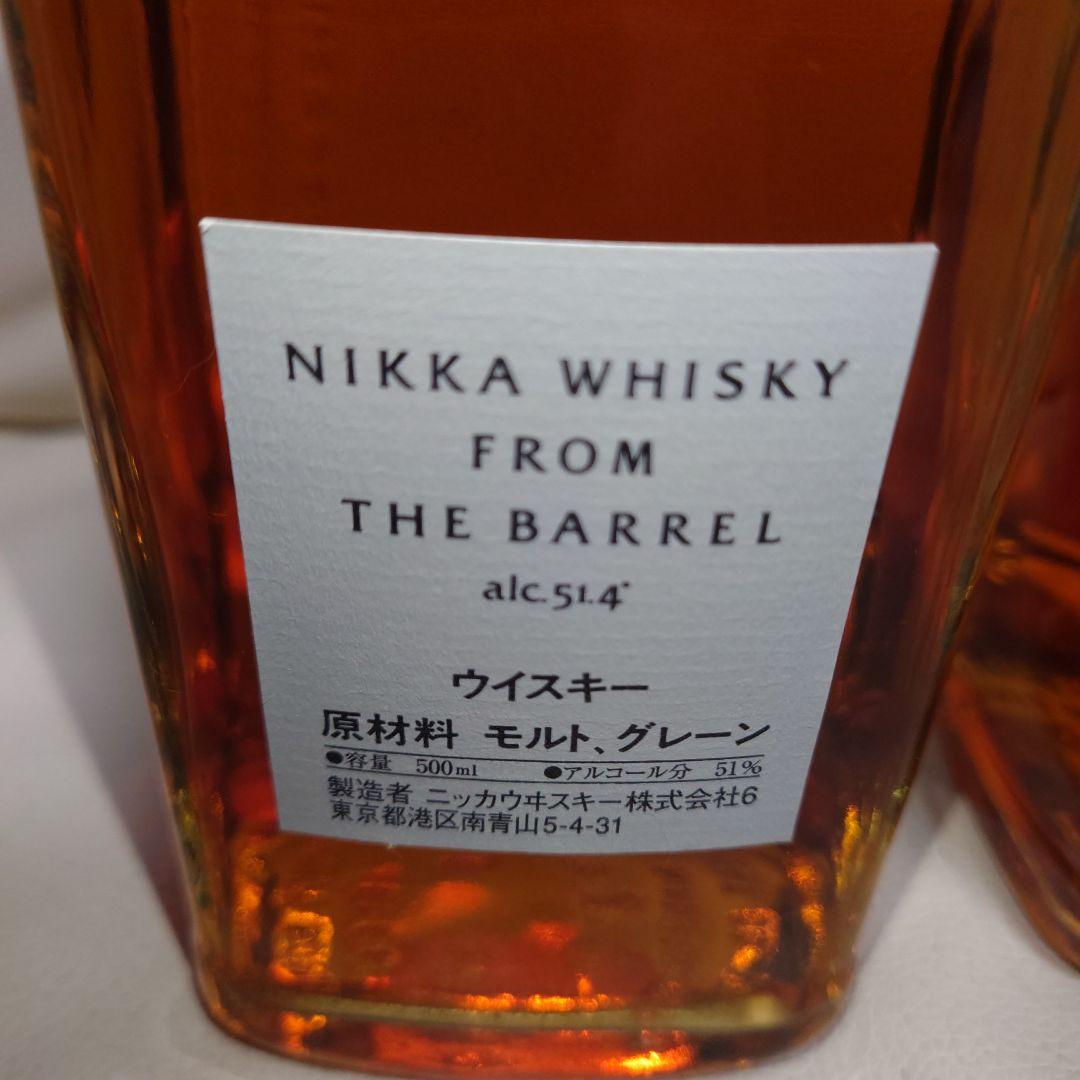 NIKKA WHISKY
FROM
THE BARREL
alc.51.4°
ウイスキー
原材料 モルト、グレーン
●容量 500ml ●アルコール分 51%
製造者 ニッカウヰスキー株式会社6
東京都港区南青山5-4-31